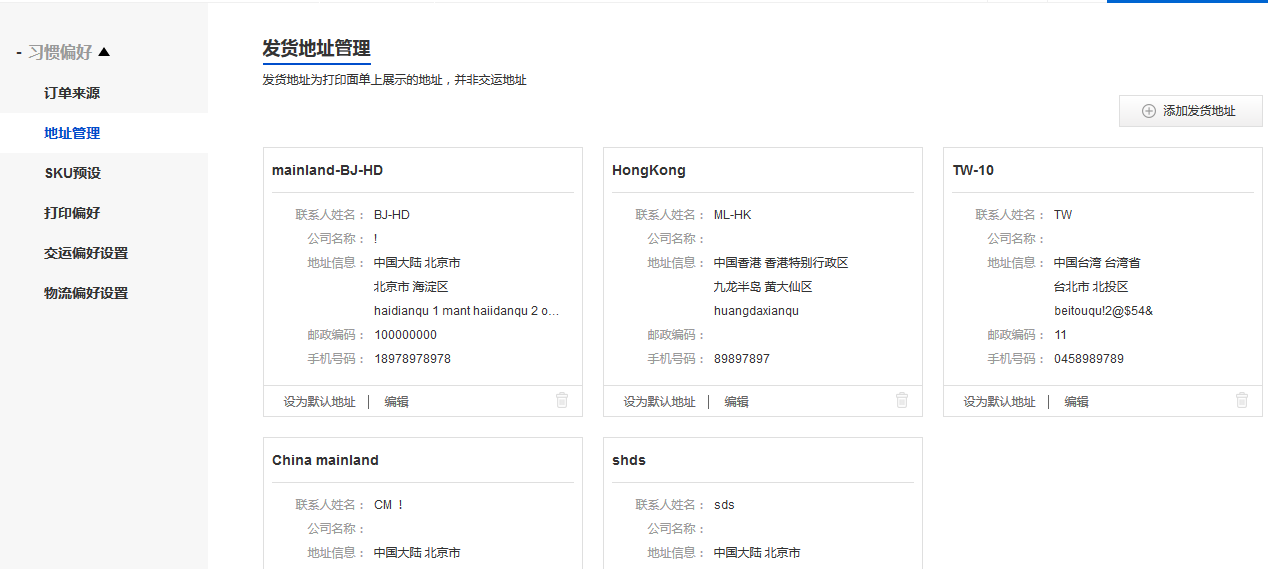 - 习惯偏好
订单来源
地址管理
SKU预设
打印偏好
交运偏好设置
物流偏好设置
发货地址管理
发货地址为打印面单上展示的地址，并非交运地址
添加发货地址
mainland-BJ-HD
联系人姓名： BJ-HD
公司名称： !
地址信息： 中国大陆 北京市
北京市 海淀区
haidianqu 1 mant haiidanqu 2 o...
邮政编码： 100000000
手机号码： 18978978978
设为默认地址 | 编辑
HongKong
联系人姓名： ML-HK
公司名称：
地址信息： 中国香港 香港特别行政区
九龙半岛 黄大仙区
huangdaxianqu
邮政编码：
手机号码： 89897897
设为默认地址 | 编辑
TW-10
联系人姓名： TW
公司名称：
地址信息： 中国台湾 台湾省
台北市 北投区
beitouqu!2@$54&
邮政编码： 11
手机号码： 0458989789
设为默认地址 | 编辑
China mainland
联系人姓名： CM ！
公司名称：
地址信息： 中国大陆 北京市
shds
联系人姓名： sds
公司名称：
地址信息： 中国大陆 北京市